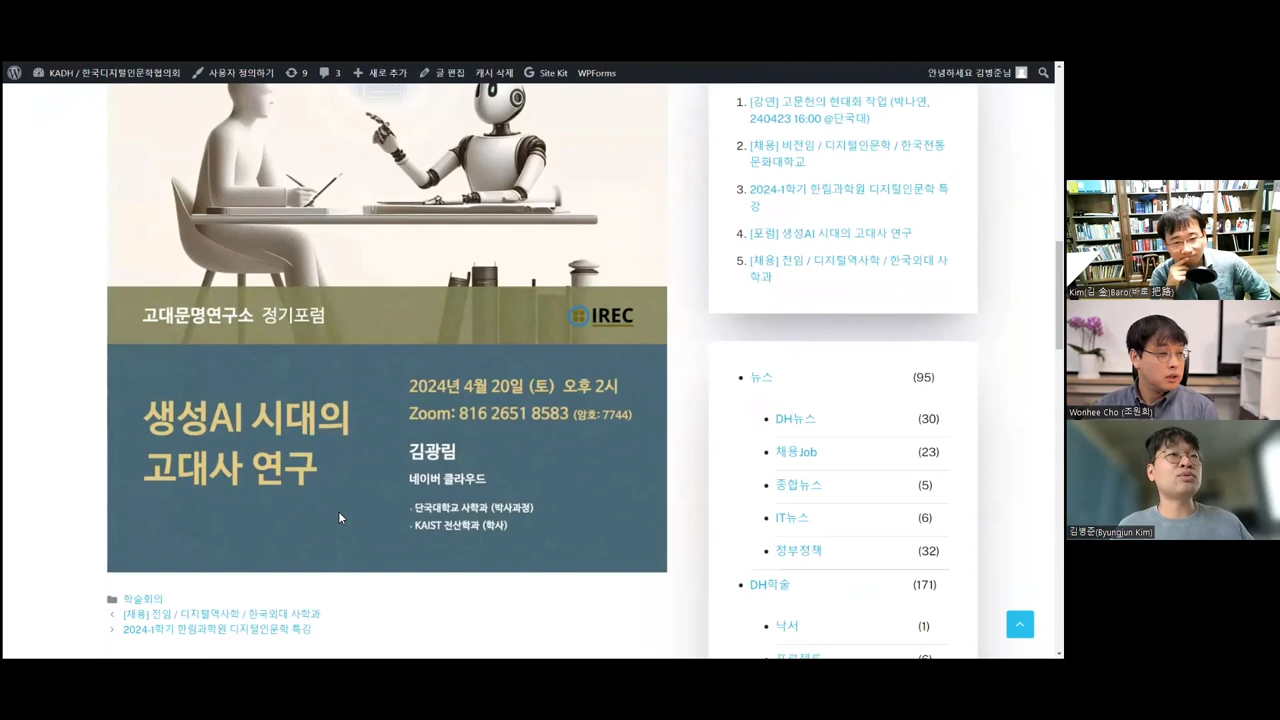 KADH / 한국디지털인문학협의회 사용자 정의하기 9 3 새로 추가 글 편집 캐시 삭제 Site Kit WPForms 안녕하세요 김병준님
고대문명연구소 정기포럼
IREC
생성AI 시대의
고대사 연구
2024년 4월 20일 (토) 오후 2시
Zoom: 816 2651 8583 (암호: 7744)
김광림
네이버 클라우드
· 단국대학교 사학과 (박사과정)
· KAIST 전산학과 (학사)
학술회의
[채용] 전임 / 디지털역사학 / 한국외대 사학과
2024-1학기 한림과학원 디지털인문학 특강
1. [강연] 고문헌의 현대화 작업 (박나연,
240423 16:00 @단국대)
2. [채용] 비전임 / 디지털인문학 / 한국전통
문화대학교
3. 2024-1학기 한림과학원 디지털인문학 특
강
4. [포럼] 생성AI 시대의 고대사 연구
5. [채용] 전임 / 디지털역사학 / 한국외대 사
학과
뉴스 (95)
DH뉴스 (30)
채용Job (23)
종합뉴스 (5)
IT뉴스 (6)
정부정책 (32)
DH학술 (171)
낙서 (1)
프로젝트 (6)
Kim(김 金)Baro(바로 把路)
Wonhee Cho (조원희)
김병준(Byungjun Kim)